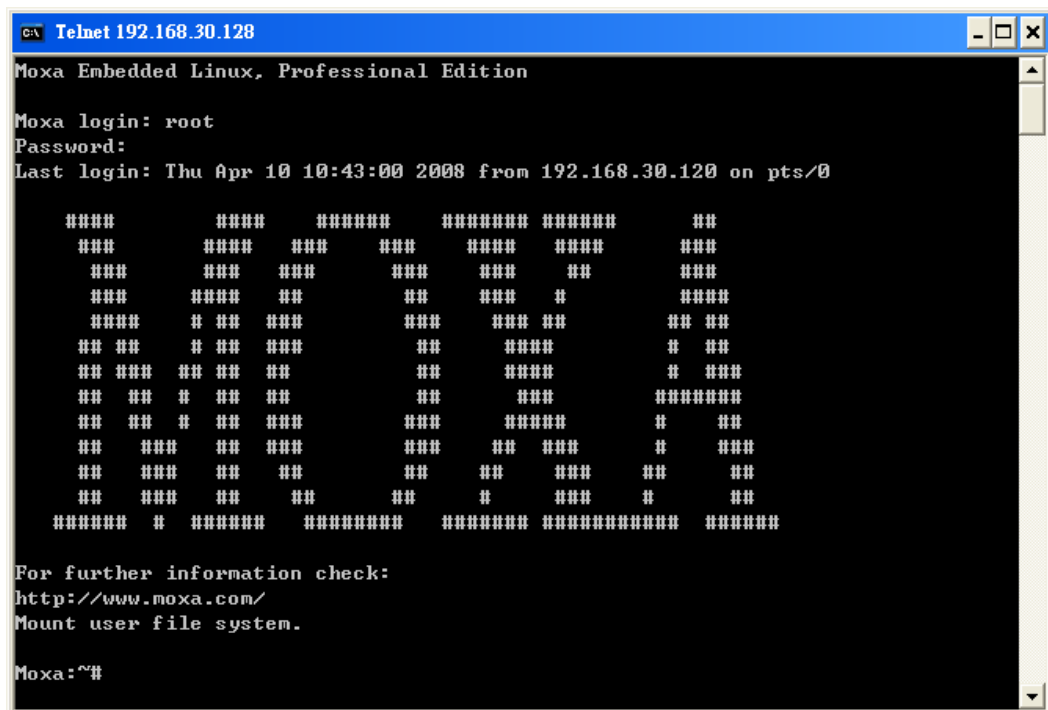 Telnet 192.168.30.128
Moxa Embedded Linux, Professional Edition
Moxa login: root
Password:
Last login: Thu Apr 10 10:43:00 2008 from 192.168.30.120 on pts/0
MOXA
For further information check:
http://www.moxa.com/
Mount user file system.
Moxa:~#